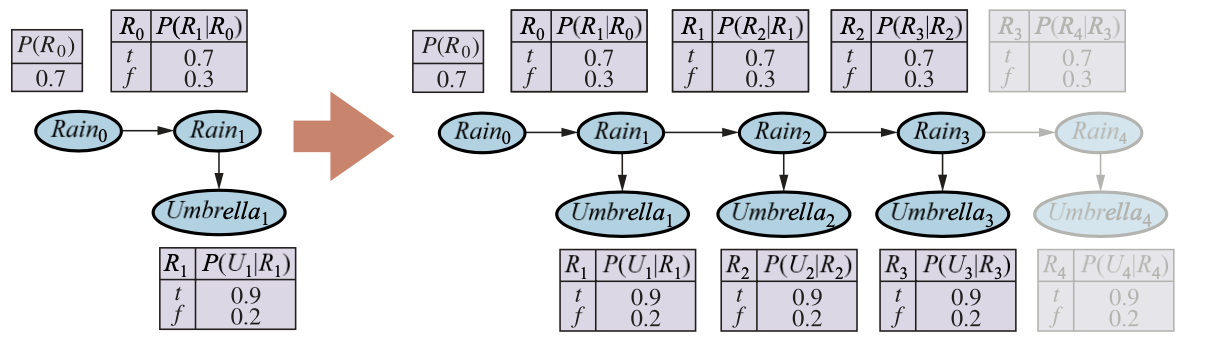 P(R₀)
0.7
R₀ P(R₁|R₀)
t 0.7
f 0.3
Rain₀
Rain₁
Umbrella₁
R₁ P(U₁|R₁)
t 0.9
f 0.2
P(R₀)
0.7
R₀ P(R₁|R₀)
t 0.7
f 0.3
R₁ P(R₂|R₁)
t 0.7
f 0.3
R₂ P(R₃|R₂)
t 0.7
f 0.3
R₃ P(R₄|R₃)
t 0.7
f 0.3
Rain₀
Rain₁
Rain₂
Rain₃
Rain₄
Umbrella₁
Umbrella₂
Umbrella₃
Umbrella₄
R₁ P(U₁|R₁)
t 0.9
f 0.2
R₂ P(U₂|R₂)
t 0.9
f 0.2
R₃ P(U₃|R₃)
t 0.9
f 0.2
R₄ P(U₄|R₄)
t 0.9
f 0.2